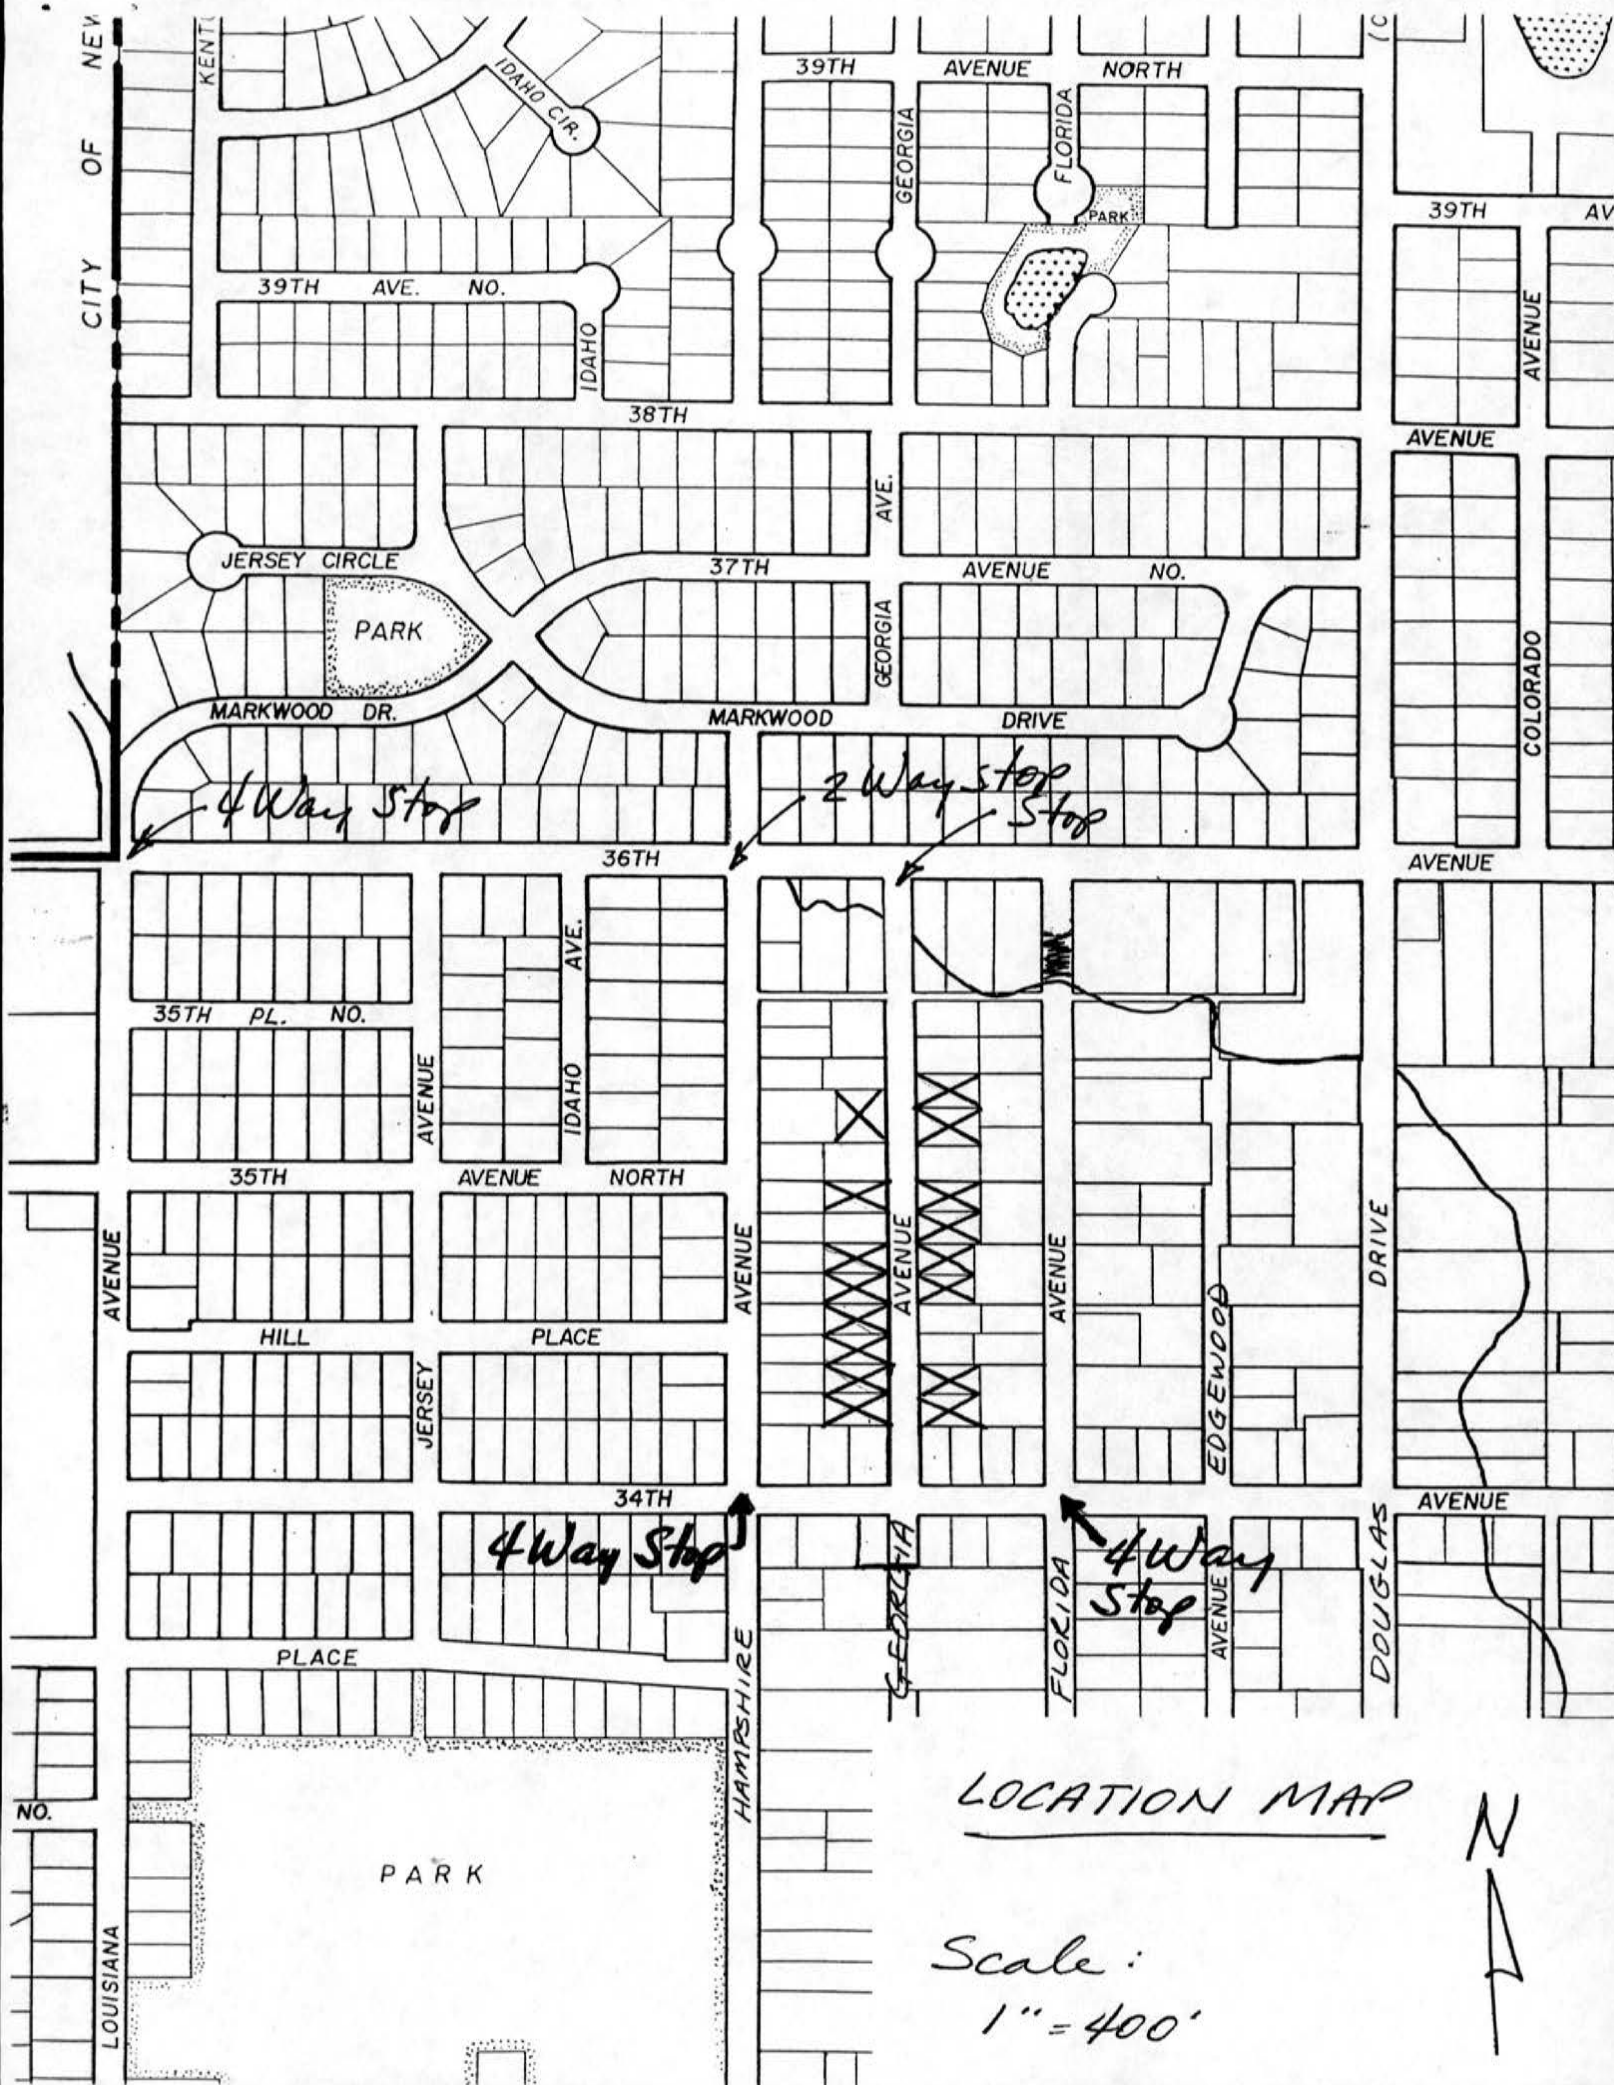 CITY OF NEW
KENT
IDAHO CIR.
39TH AVENUE NORTH
GEORGIA
FLORIDA
PARK
39TH AV
39TH AVE. NO.
IDAHO
AVENUE
38TH
AVENUE
AVE.
JERSEY CIRCLE
37TH AVENUE NO.
PARK
GEORGIA
COLORADO
MARKWOOD DR.
MARKWOOD DRIVE
4 Way Stop
2 Way Stop
Stop
36TH
AVENUE
AVE.
35TH PL. NO.
AVENUE
IDAHO
35TH AVENUE NORTH
AVENUE
AVENUE
AVENUE
AVENUE
DRIVE
HILL PLACE
JERSEY
EDGEWOOD
34TH
AVENUE
4 Way Stop
4 Way
Stop
GEORGIA
FLORIDA
AVENUE
DOUGLAS
PLACE
HAMPSHIRE
LOCATION MAP
N
NO.
PARK
LOUISIANA
Scale:
1" = 400'